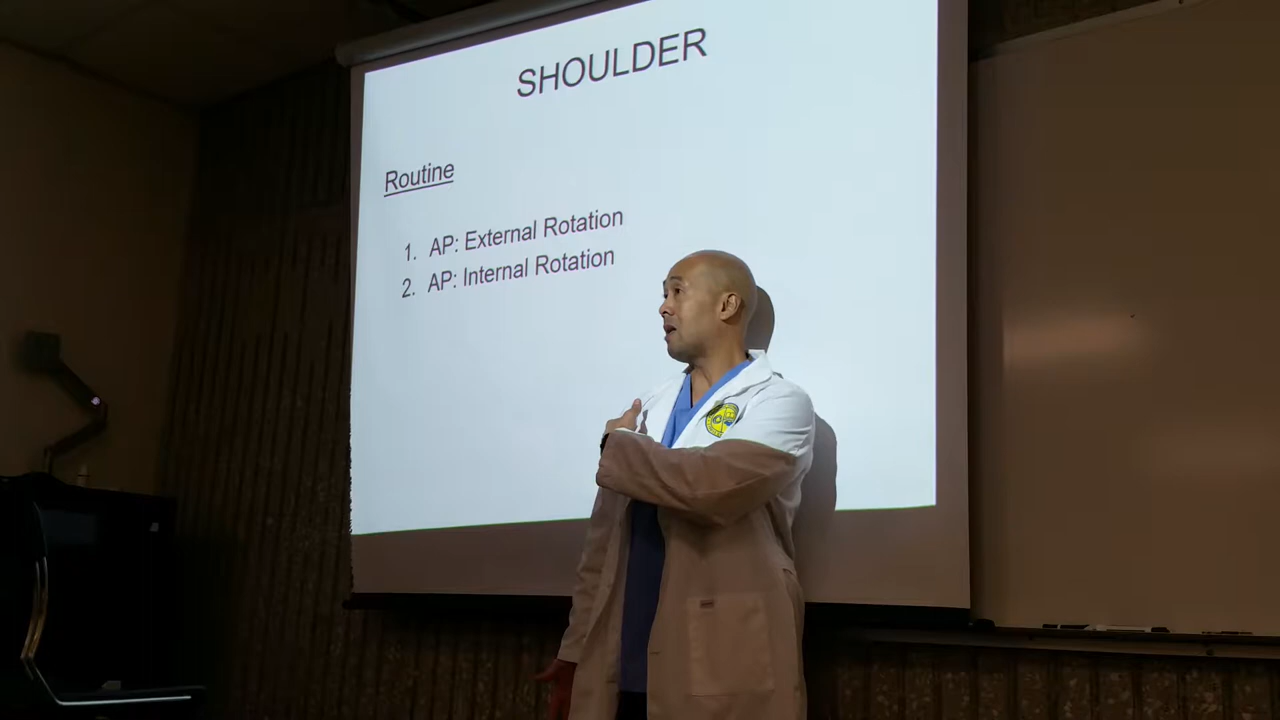 SHOULDER
Routine
1. AP: External Rotation
2. AP: Internal Rotation